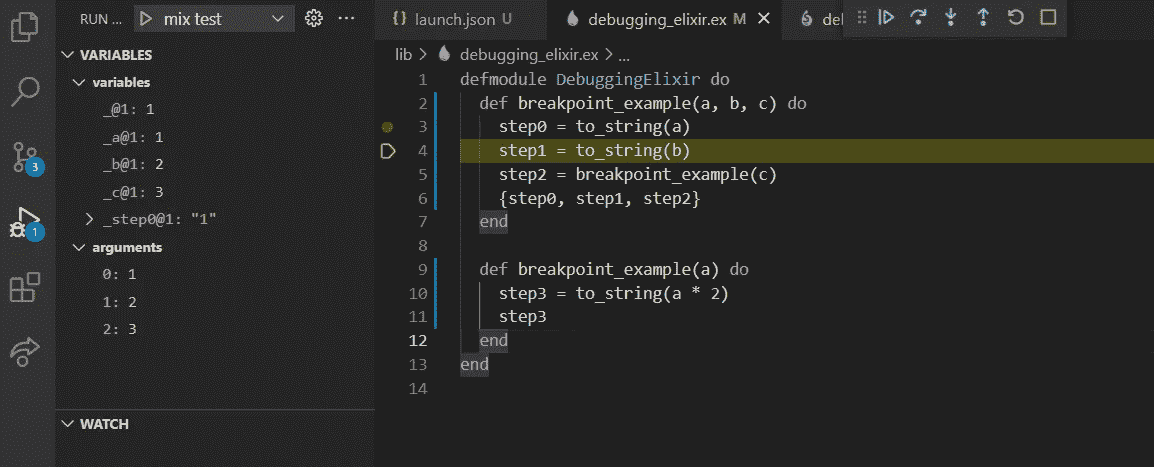 RUN ... mix test ...
VARIABLES
variables
_@1: 1
_a@1: 1
_b@1: 2
_c@1: 3
_step0@1: "1"
arguments
0: 1
1: 2
2: 3
WATCH
3
1
{} launch.json U debugging_elixir.ex M
lib > debugging_elixir.ex > ...
1 defmodule DebuggingElixir do
2 def breakpoint_example(a, b, c) do
3 step0 = to_string(a)
4 step1 = to_string(b)
5 step2 = breakpoint_example(c)
6 {step0, step1, step2}
7 end
8
9 def breakpoint_example(a) do
10 step3 = to_string(a * 2)
11 step3
12 end
13 end
14